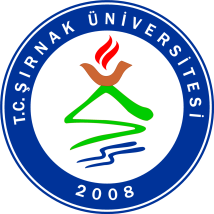 T.C. ŞIRNAK ÜNİVERSİTESİ
2008